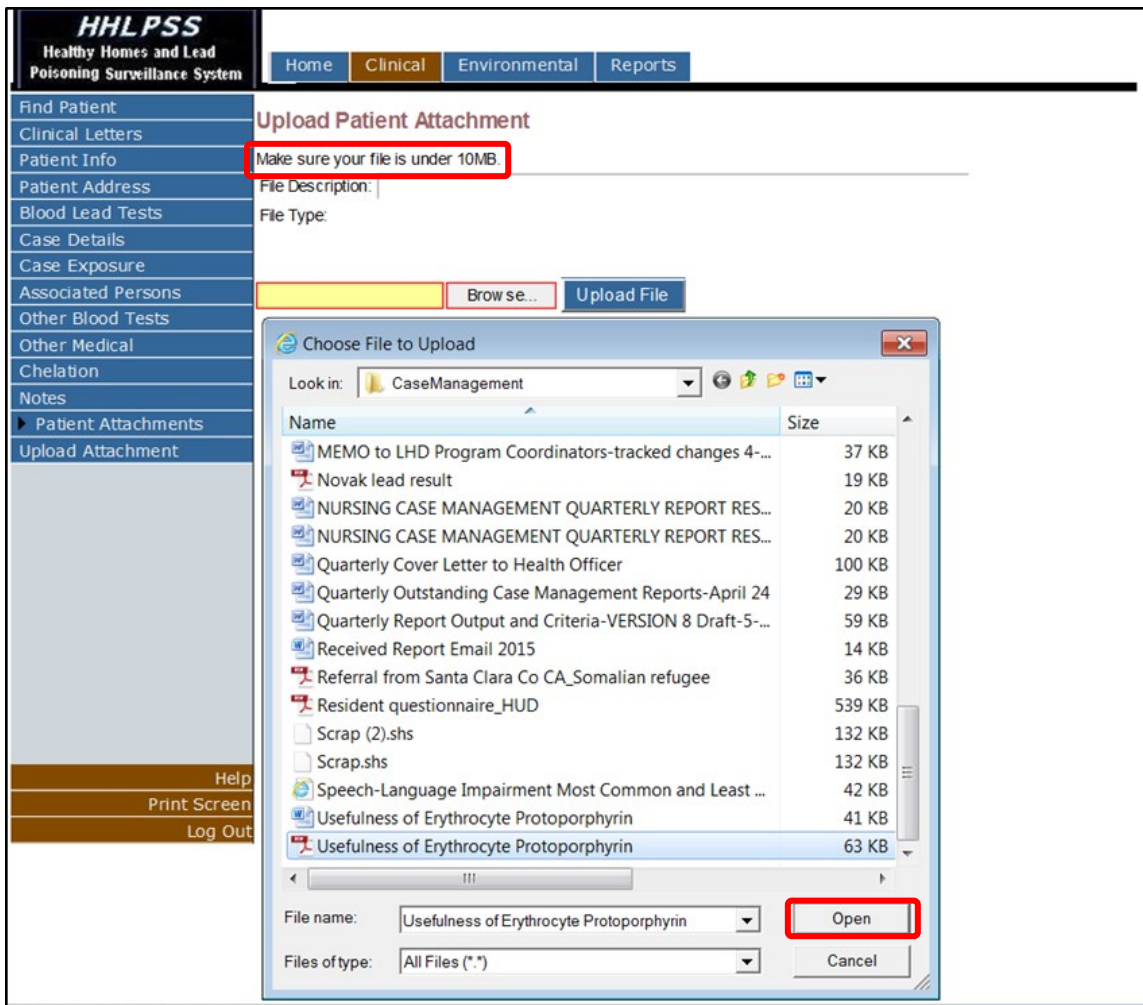 HHLPSS
Healthy Homes and Lead
Poisoning Surveillance System
Home
Clinical
Environmental
Reports
Find Patient
Clinical Letters
Patient Info
Patient Address
Blood Lead Tests
Case Details
Case Exposure
Associated Persons
Other Blood Tests
Other Medical
Chelation
Notes
Patient Attachments
Upload Attachment
Help
Print Screen
Log Out
Upload Patient Attachment
Make sure your file is under 10MB.
File Description:
File Type:
Browse... Upload File
Choose File to Upload
Look in: CaseManagement
Name Size
MEMO to LHD Program Coordinators-tracked changes 4-... 37 KB
Novak lead result 19 KB
NURSING CASE MANAGEMENT QUARTERLY REPORT RES... 20 KB
NURSING CASE MANAGEMENT QUARTERLY REPORT RES... 20 KB
Quarterly Cover Letter to Health Officer 100 KB
Quarterly Outstanding Case Management Reports-April 24 29 KB
Quarterly Report Output and Criteria-VERSION 8 Draft-5-... 59 KB
Received Report Email 2015 14 KB
Referral from Santa Clara Co CA_Somalian refugee 36 KB
Resident questionnaire_HUD 539 KB
Scrap (2).shs 132 KB
Scrap.shs 132 KB
Speech-Language Impairment Most Common and Least ... 42 KB
Usefulness of Erythrocyte Protoporphyrin 41 KB
Usefulness of Erythrocyte Protoporphyrin 63 KB
File name: Usefulness of Erythrocyte Protoporphyrin Open
Files of type: All Files (*.*) Cancel